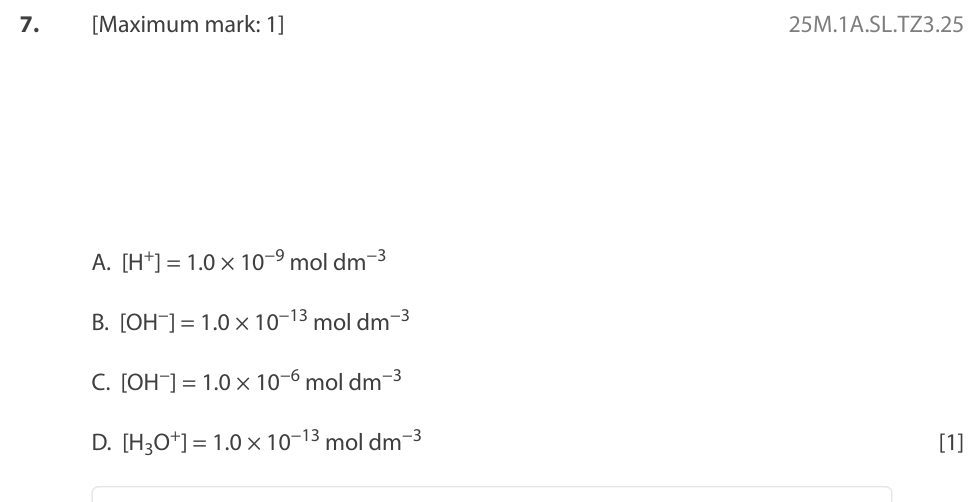 7. [Maximum mark: 1] 25M.1A.SL.TZ3.25
A. [H⁺] = 1.0 × 10⁻⁹ mol dm⁻³
B. [OH⁻] = 1.0 × 10⁻¹³ mol dm⁻³
C. [OH⁻] = 1.0 × 10⁻⁶ mol dm⁻³
D. [H₃O⁺] = 1.0 × 10⁻¹³ mol dm⁻³ [1]